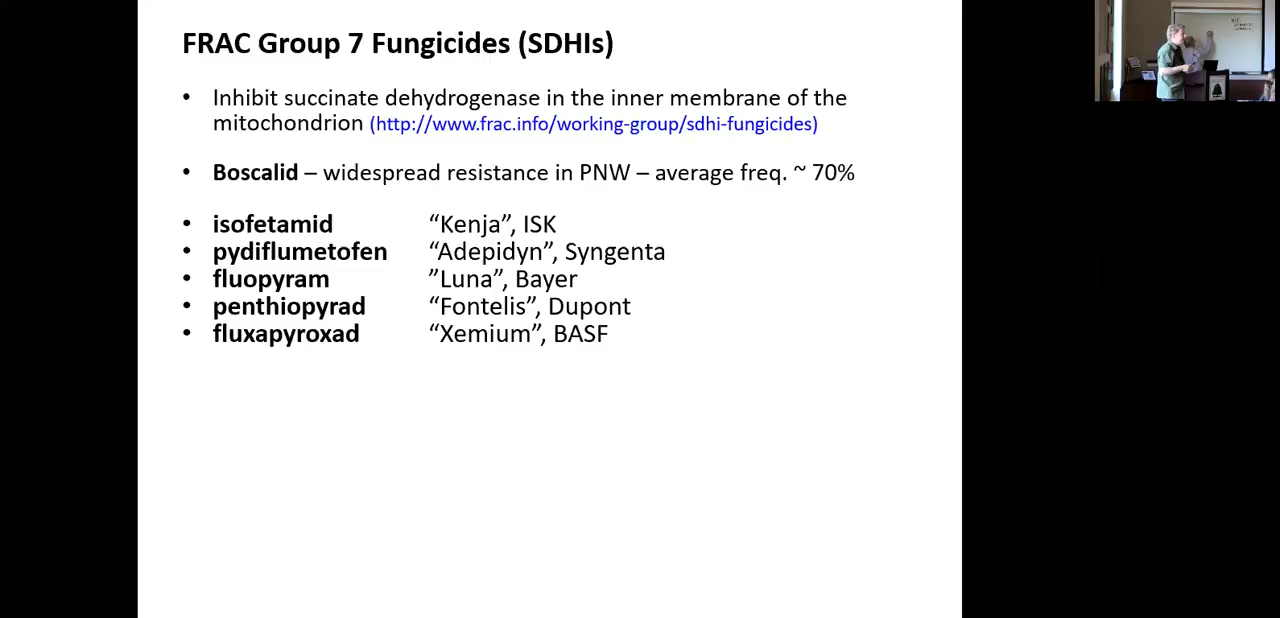 FRAC Group 7 Fungicides (SDHIs)
• Inhibit succinate dehydrogenase in the inner membrane of the
mitochondrion (http://www.frac.info/working-group/sdhi-fungicides)
• Boscalid – widespread resistance in PNW – average freq. ~ 70%
• isofetamid “Kenja”, ISK
• pydiflumetofen “Adepidyn”, Syngenta
• fluopyram ”Luna”, Bayer
• penthiopyrad “Fontelis”, Dupont
• fluxapyroxad “Xemium”, BASF